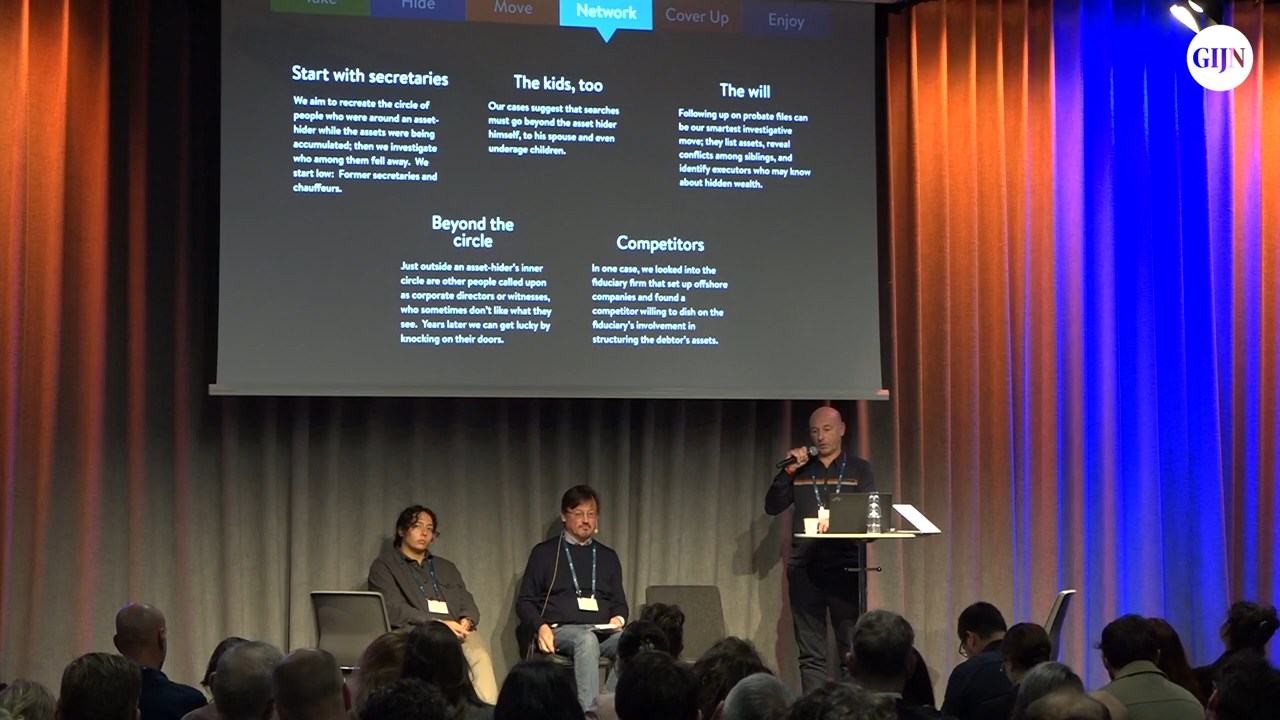 Take
Hide
Move
Network
Cover Up
Enjoy
GIJN
Start with secretaries
We aim to recreate the circle of
people who were around an asset-
hider while the assets were being
accumulated; then we investigate
who among them fell away. We
start low: Former secretaries and
chauffeurs.
The kids, too
Our cases suggest that searches
must go beyond the asset hider
himself, to his spouse and even
underage children.
The will
Following up on probate files can
be our smartest investigative
move; they list assets, reveal
conflicts among siblings, and
identify executors who may know
about hidden wealth.
Beyond the
circle
Just outside an asset-hider's inner
circle are other people called upon
as corporate directors or witnesses,
who sometimes don't like what they
see. Years later we can get lucky by
knocking on their doors.
Competitors
In one case, we looked into the
fiduciary firm that set up offshore
companies and found a
competitor willing to dish on the
fiduciary's involvement in
structuring the debtor's assets.